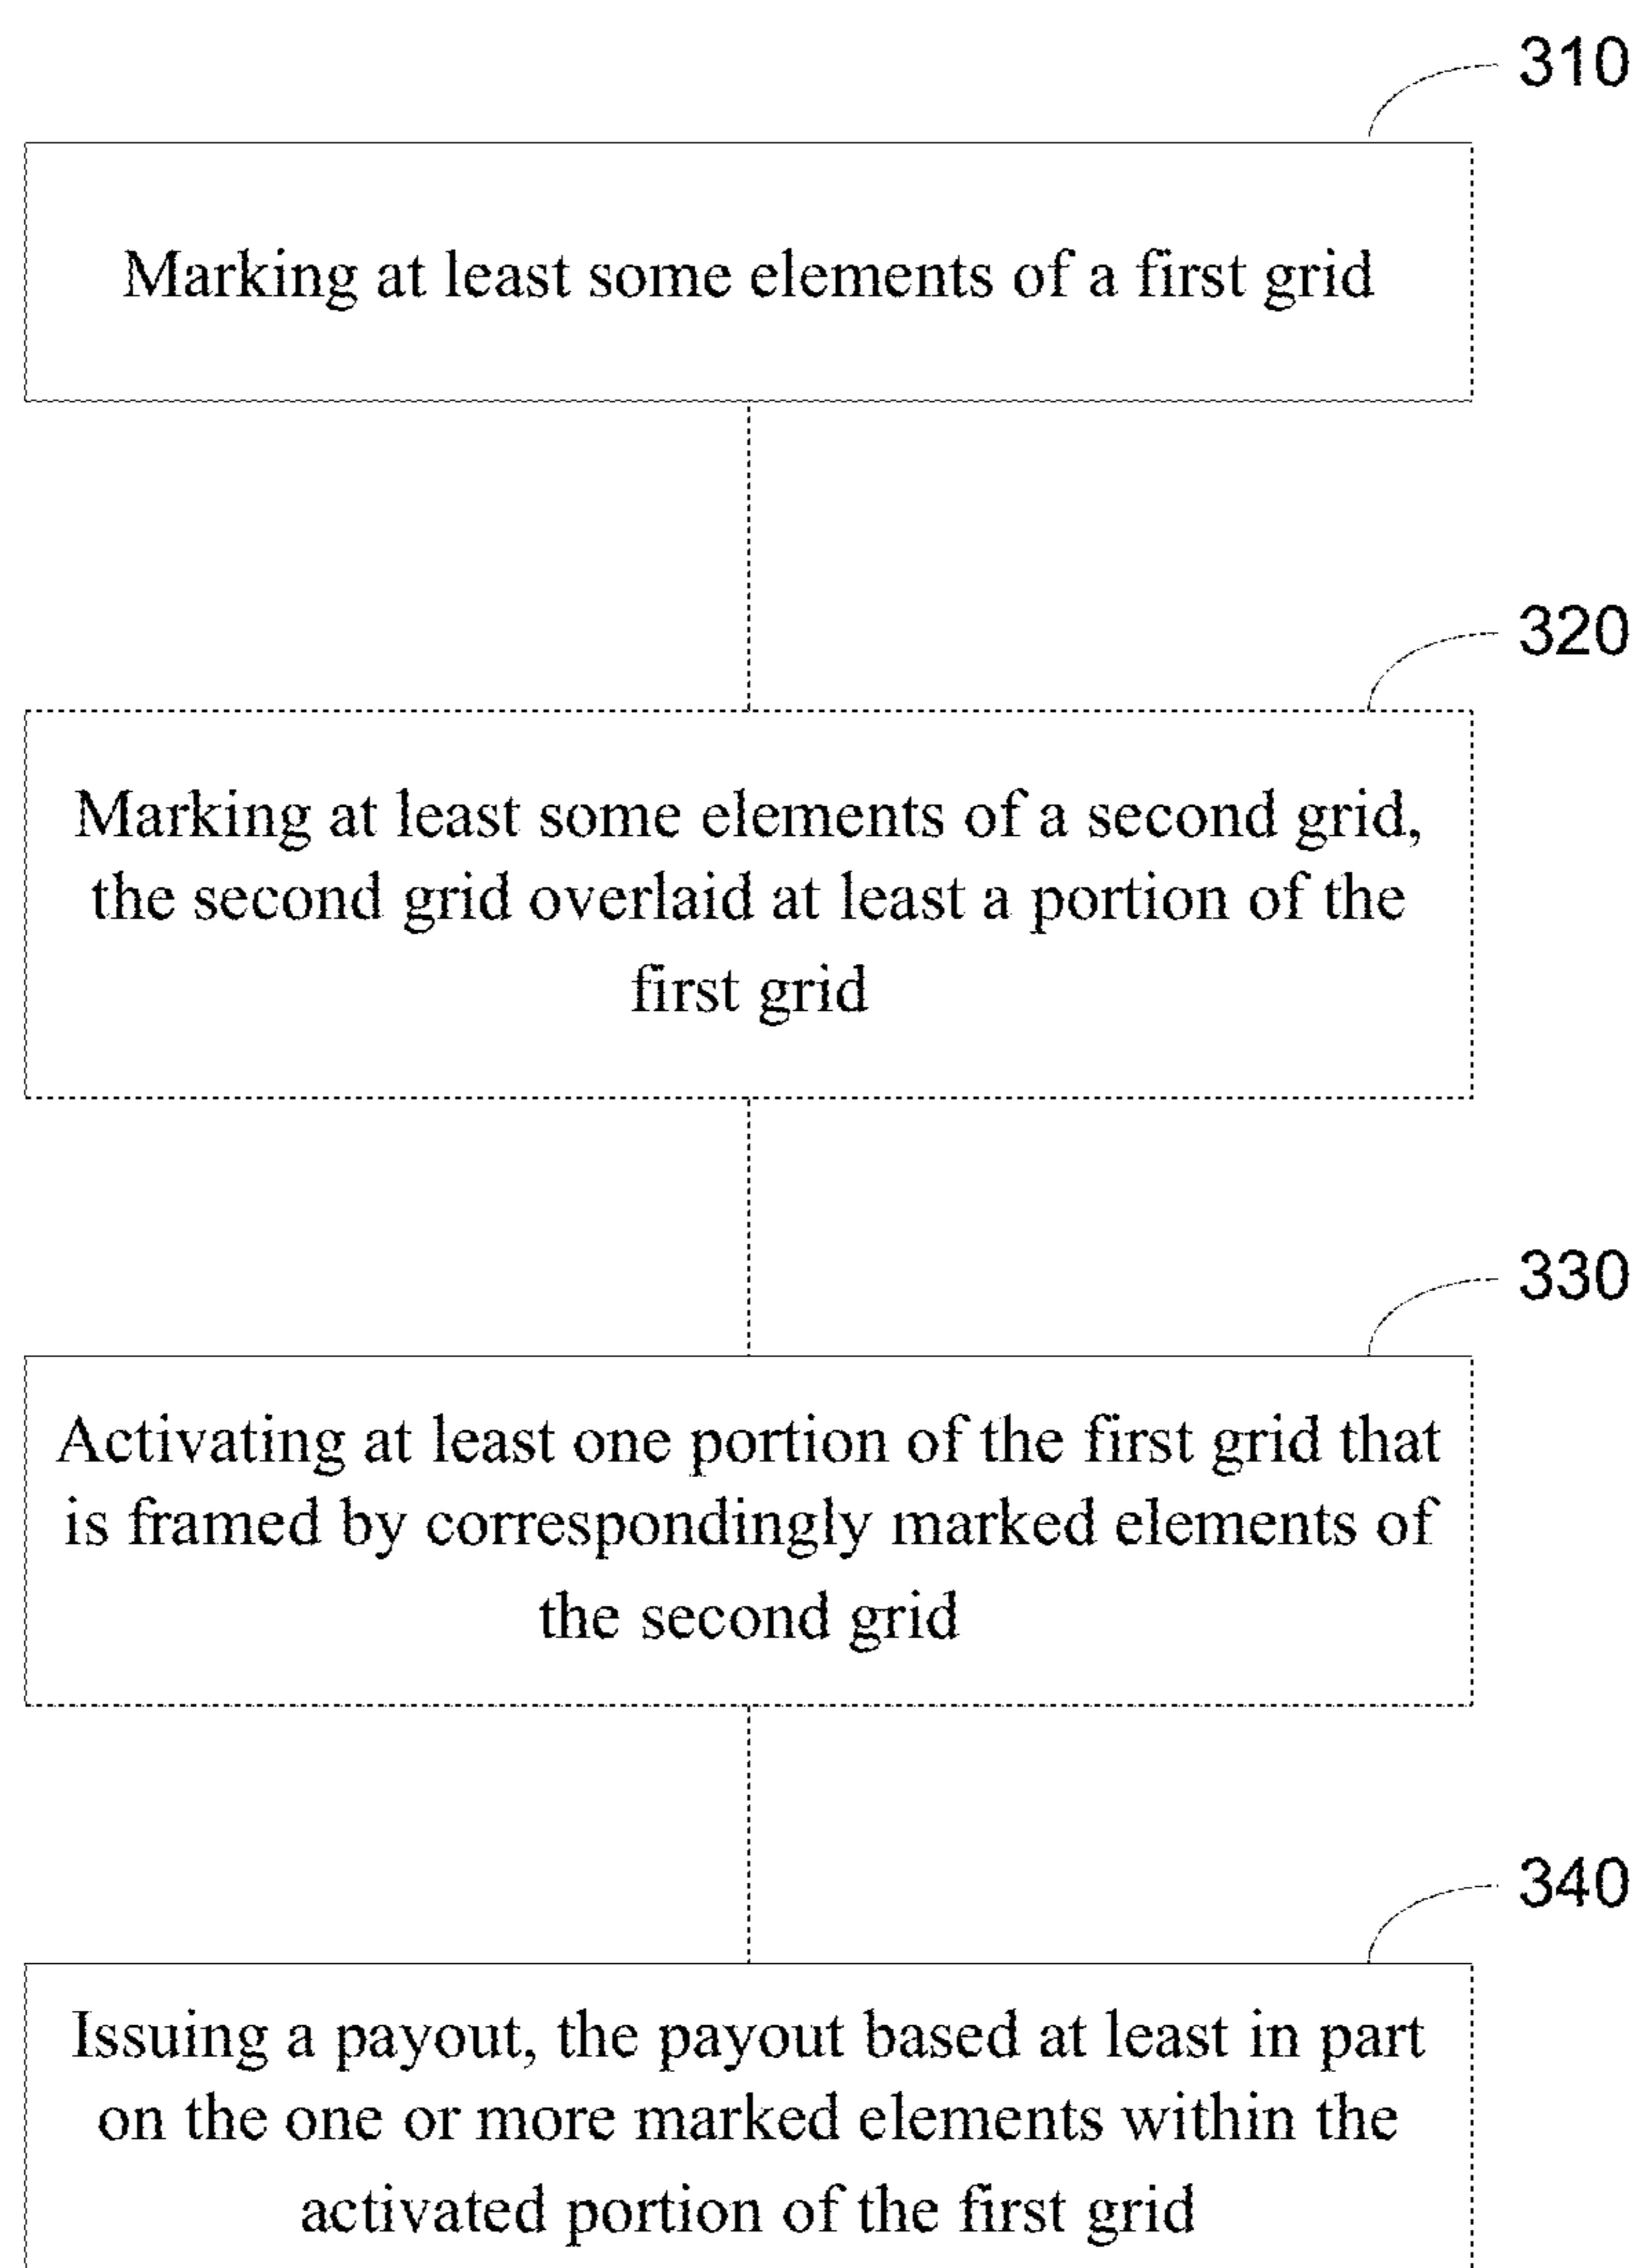 310
Marking at least some elements of a first grid
320
Marking at least some elements of a second grid,
the second grid overlaid at least a portion of the
first grid
330
Activating at least one portion of the first grid that
is framed by correspondingly marked elements of
the second grid
340
Issuing a payout, the payout based at least in part
on the one or more marked elements within the
activated portion of the first grid